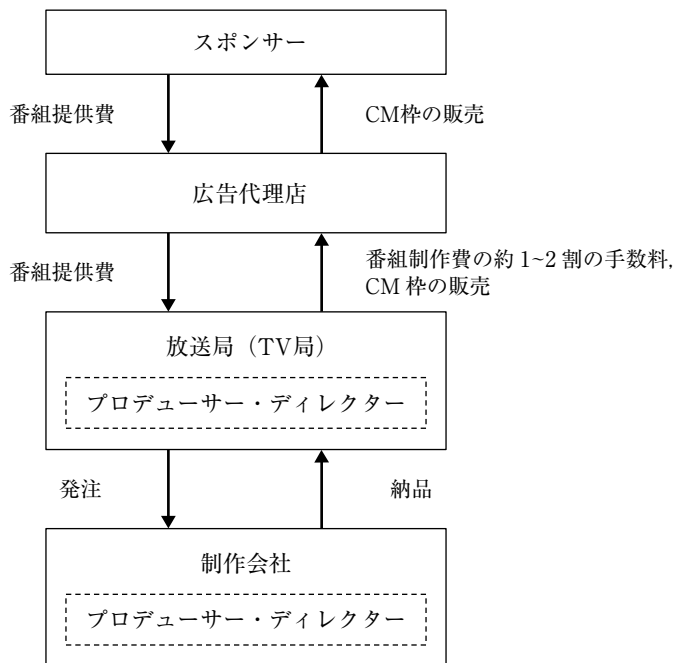 スポンサー
番組提供費
CM枠の販売
広告代理店
番組提供費
番組制作費の約 1~2 割の手数料,
CM 枠の販売
放送局（TV局）
プロデューサー・ディレクター
発注
納品
制作会社
プロデューサー・ディレクター